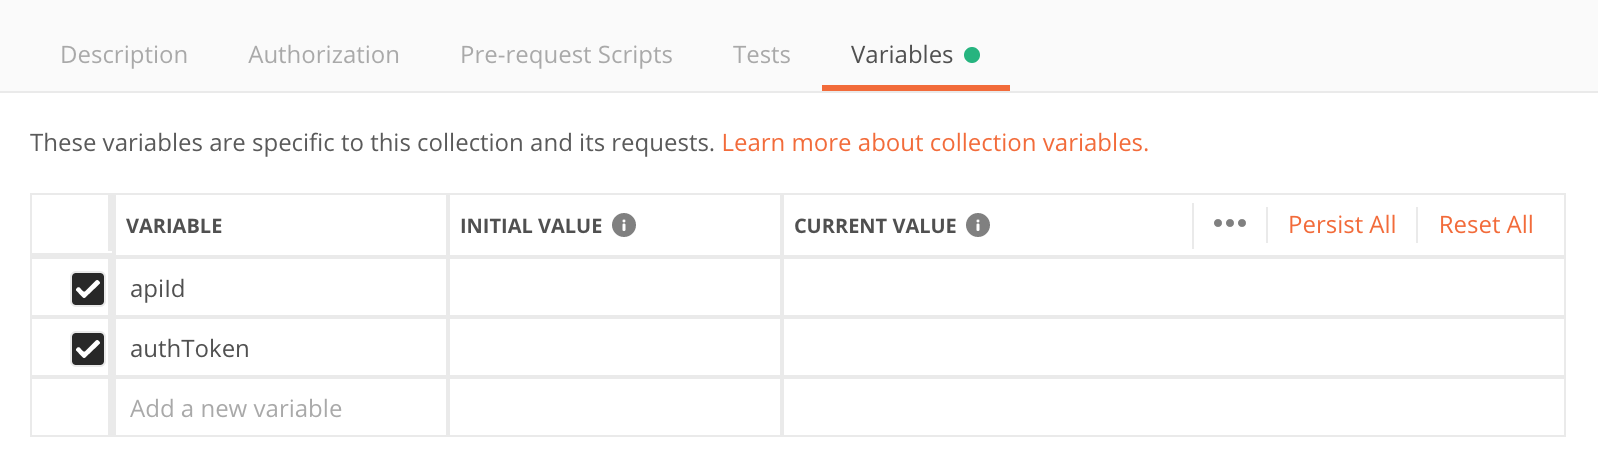 Description Authorization Pre-request Scripts Tests Variables
These variables are specific to this collection and its requests. Learn more about collection variables.
VARIABLE INITIAL VALUE CURRENT VALUE Persist All Reset All
apiId
authToken
Add a new variable